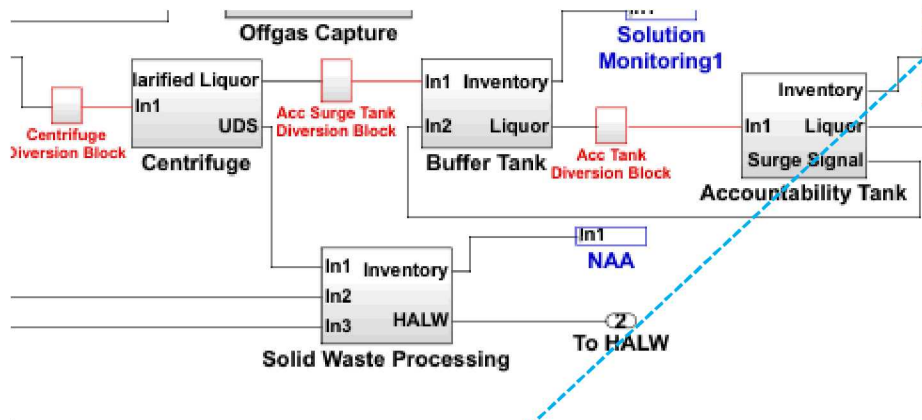 In1
Offgas Capture
Solution
Monitoring1
larified Liquor
In1
UDS
Centrifuge
Centrifuge
Diversion Block
Acc Surge Tank
Diversion Block
In1 Inventory
In2 Liquor
Buffer Tank
Acc Tank
Diversion Block
Inventory
In1 Liquor
Surge Signal
Accountability Tank
In1
NAA
In1 Inventory
In2
In3 HALW
Solid Waste Processing
2
To HALW